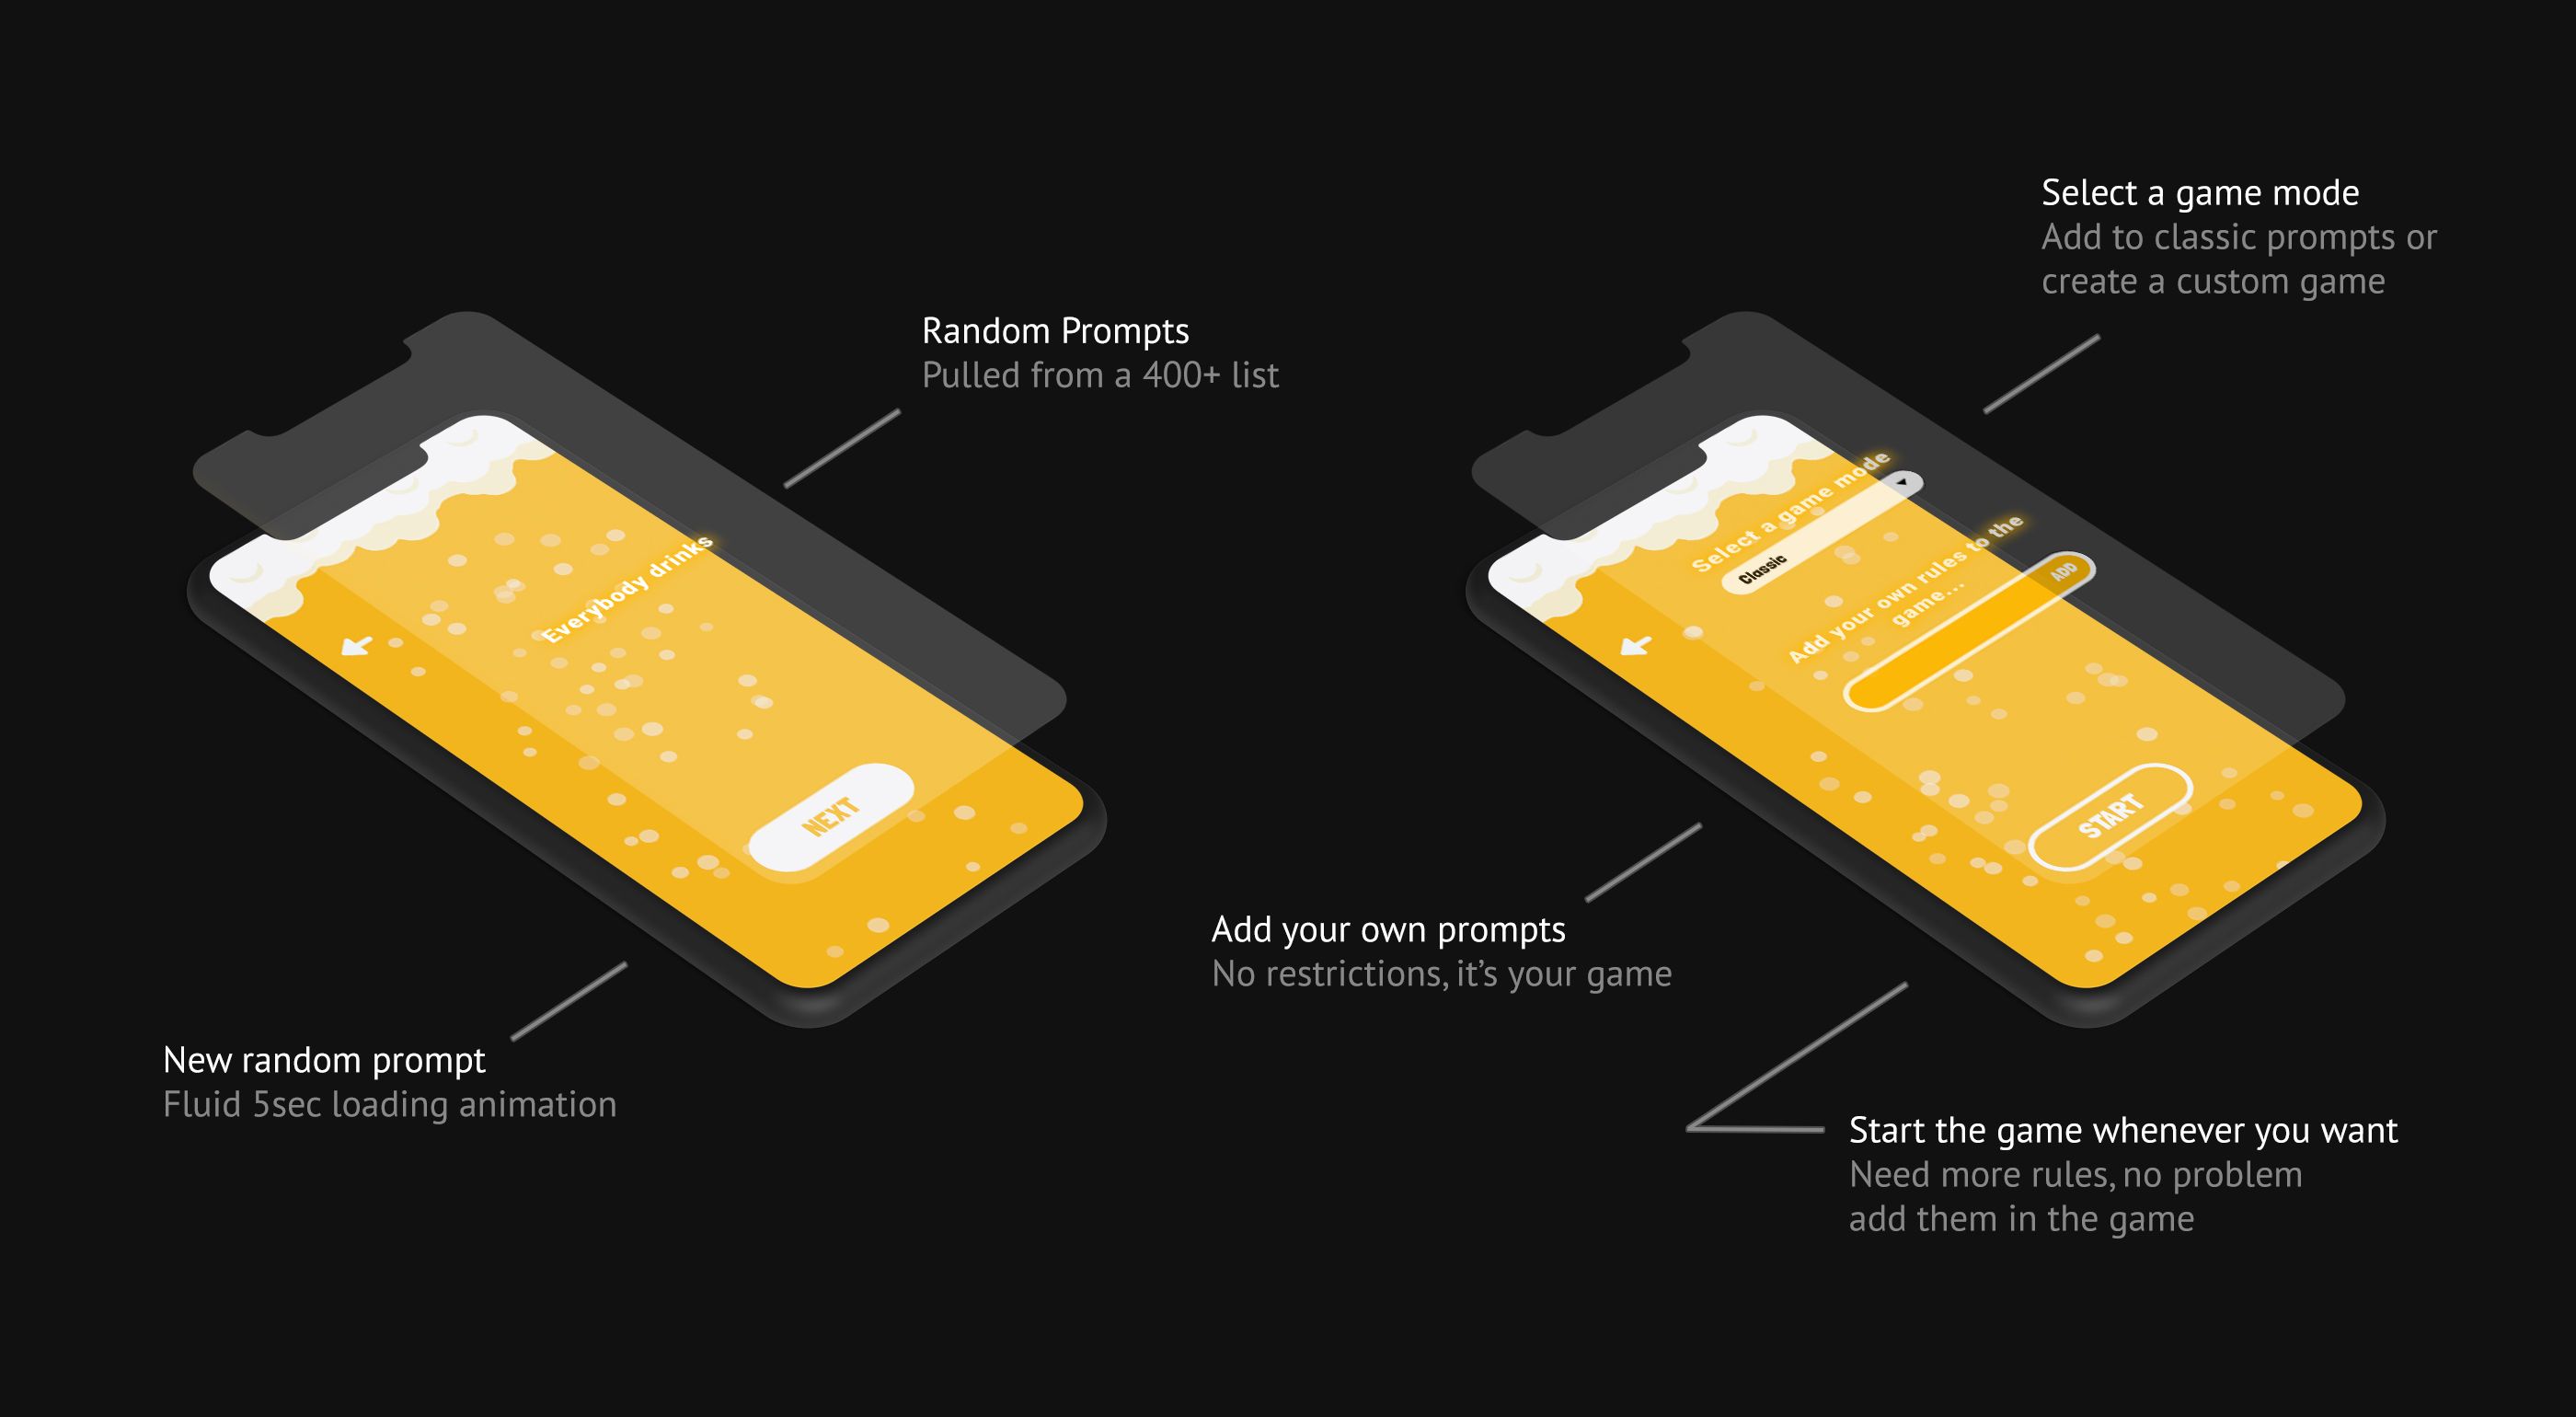 Random Prompts
Pulled from a 400+ list
Everybody drinks
NEXT
New random prompt
Fluid 5sec loading animation
Select a game mode
Add to classic prompts or
create a custom game
Select a game mode
Classic
Add your own rules to the
game...
ADD
START
Add your own prompts
No restrictions, it's your game
Start the game whenever you want
Need more rules, no problem
add them in the game